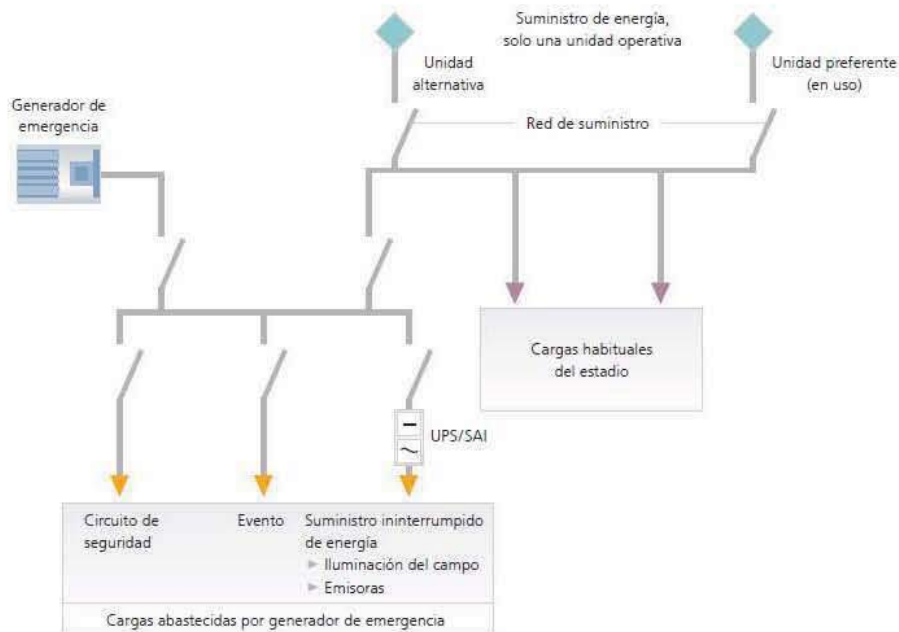 Suministro de energía,
solo una unidad operativa
Unidad
alternativa
Unidad preferente
(en uso)
Generador de
emergencia
Red de suministro
Cargas habituales
del estadio
UPS/SAI
Circuito de
seguridad
Evento
Suministro ininterrumpido
de energía
► Iluminación del campo
► Emisoras
Cargas abastecidas por generador de emergencia